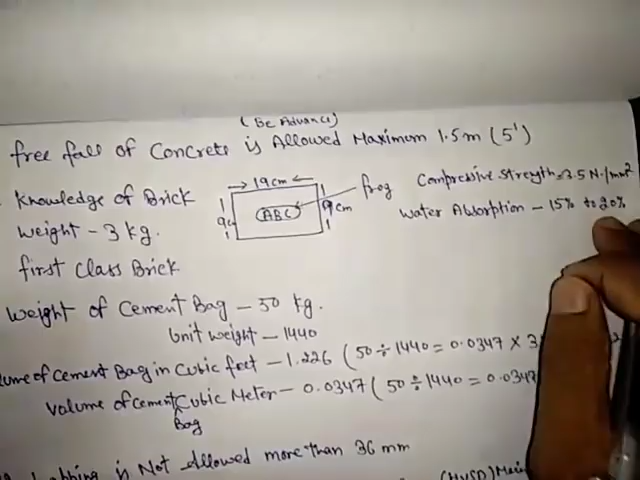 (Be Advance)
free fall of Concrete is Allowed Maximum 1.5m (5')
Knowledge of Brick
19cm
frog
Compressive Strength = 3.5 N/mm²
9cm
ABC
Water Absorption - 15% to 20%
Weight - 3 kg.
first Class Brick
Weight of Cement Bag - 50 kg.
Unit weight - 1440
of Cement Bag in Cubic feet - 1.226 (50 ÷ 1440 = 0.0347 × 3
Volume of Cement Bag Cubic Meter - 0.0347 (50 ÷ 1440 = 0.0347
is Not Allowed more than 36 mm
(HYSD)